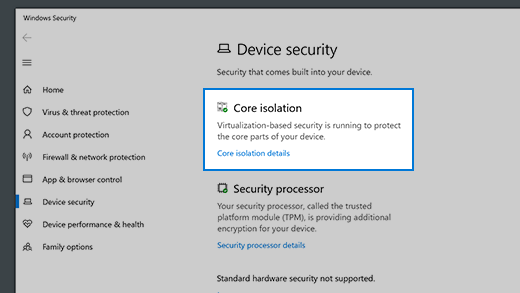 Windows Security
Home
Virus & threat protection
Account protection
Firewall & network protection
App & browser control
Device security
Device performance & health
Family options
Device security
Security that comes built into your device.
Core isolation
Virtualization-based security is running to protect
the core parts of your device.
Core isolation details
Security processor
Your security processor, called the trusted
platform module (TPM), is providing additional
encryption for your device.
Security processor details
Standard hardware security not supported.